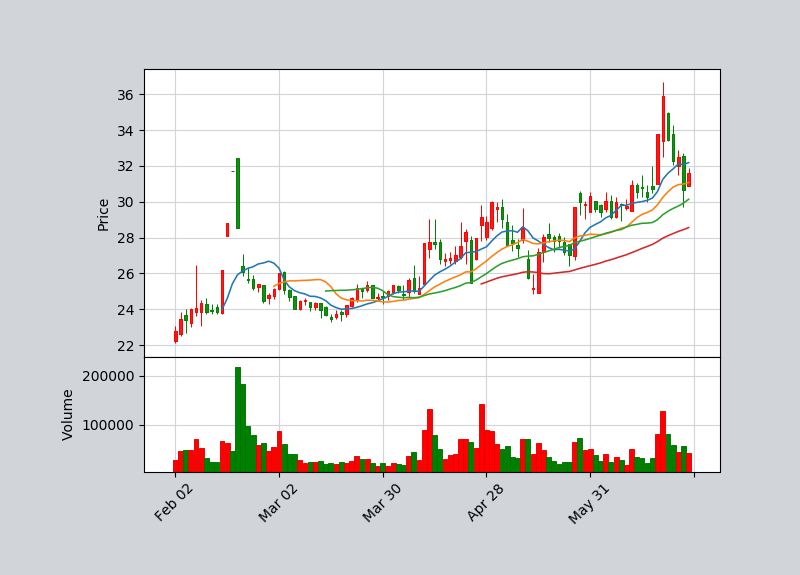 Price
36
34
32
30
28
26
24
22
Volume
200000
100000
Feb 02
Mar 02
Mar 30
Apr 28
May 31